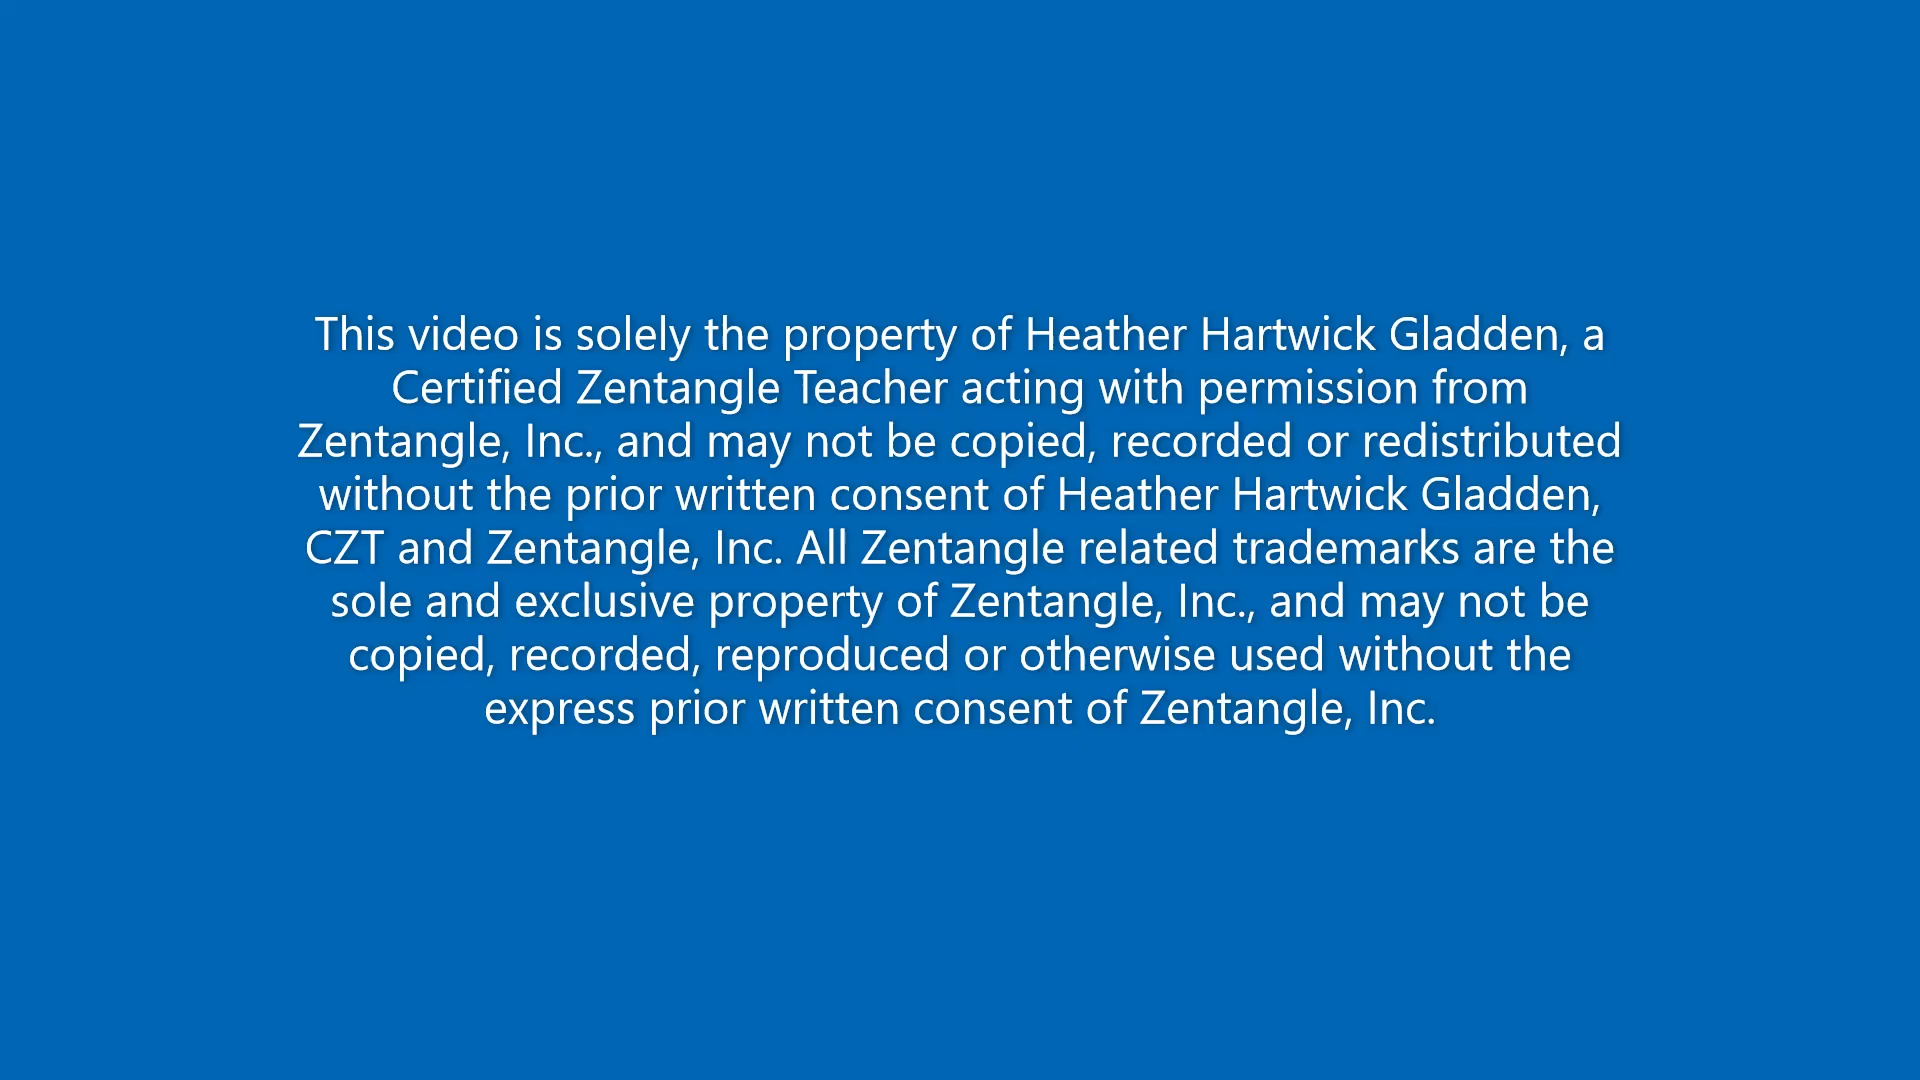 This video is solely the property of Heather Hartwick Gladden, a
Certified Zentangle Teacher acting with permission from
Zentangle, Inc., and may not be copied, recorded or redistributed
without the prior written consent of Heather Hartwick Gladden,
CZT and Zentangle, Inc. All Zentangle related trademarks are the
sole and exclusive property of Zentangle, Inc., and may not be
copied, recorded, reproduced or otherwise used without the
express prior written consent of Zentangle, Inc.